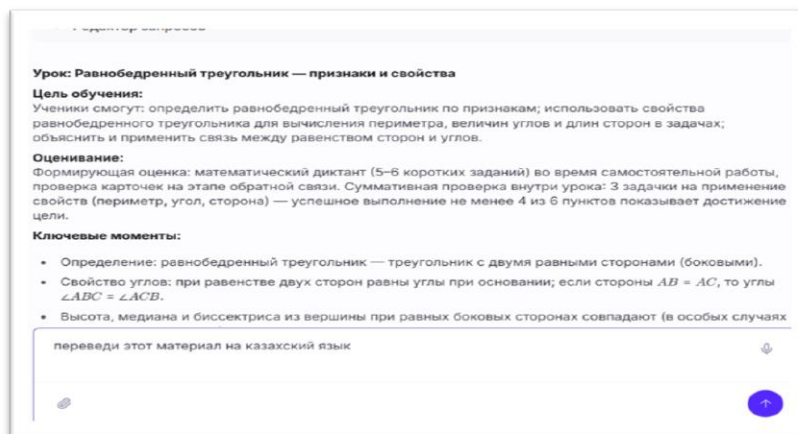 Урок: Равнобедренный треугольник — признаки и свойства
Цель обучения:
Ученики смогут: определить равнобедренный треугольник по признакам; использовать свойства
равнобедренного треугольника для вычисления периметра, величин углов и длин сторон в задачах;
объяснить и применить связь между равенством сторон и углов.
Оценивание:
Формирующая оценка: математический диктант (5–6 коротких заданий) во время самостоятельной работы,
проверка карточек на этапе обратной связи. Суммативная проверка внутри урока: 3 задачки на применение
свойств (периметр, угол, сторона) — успешное выполнение не менее 4 из 6 пунктов показывает достижение
цели.
Ключевые моменты:
• Определение: равнобедренный треугольник — треугольник с двумя равными сторонами (боковыми).
• Свойство углов: при равенстве двух сторон равны углы при основании; если стороны AB = AC, то углы
∠ABC = ∠ACB.
• Высота, медиана и биссектриса из вершины при равных боковых сторонах совпадают (в особых случаях
переведи этот материал на казахский язык